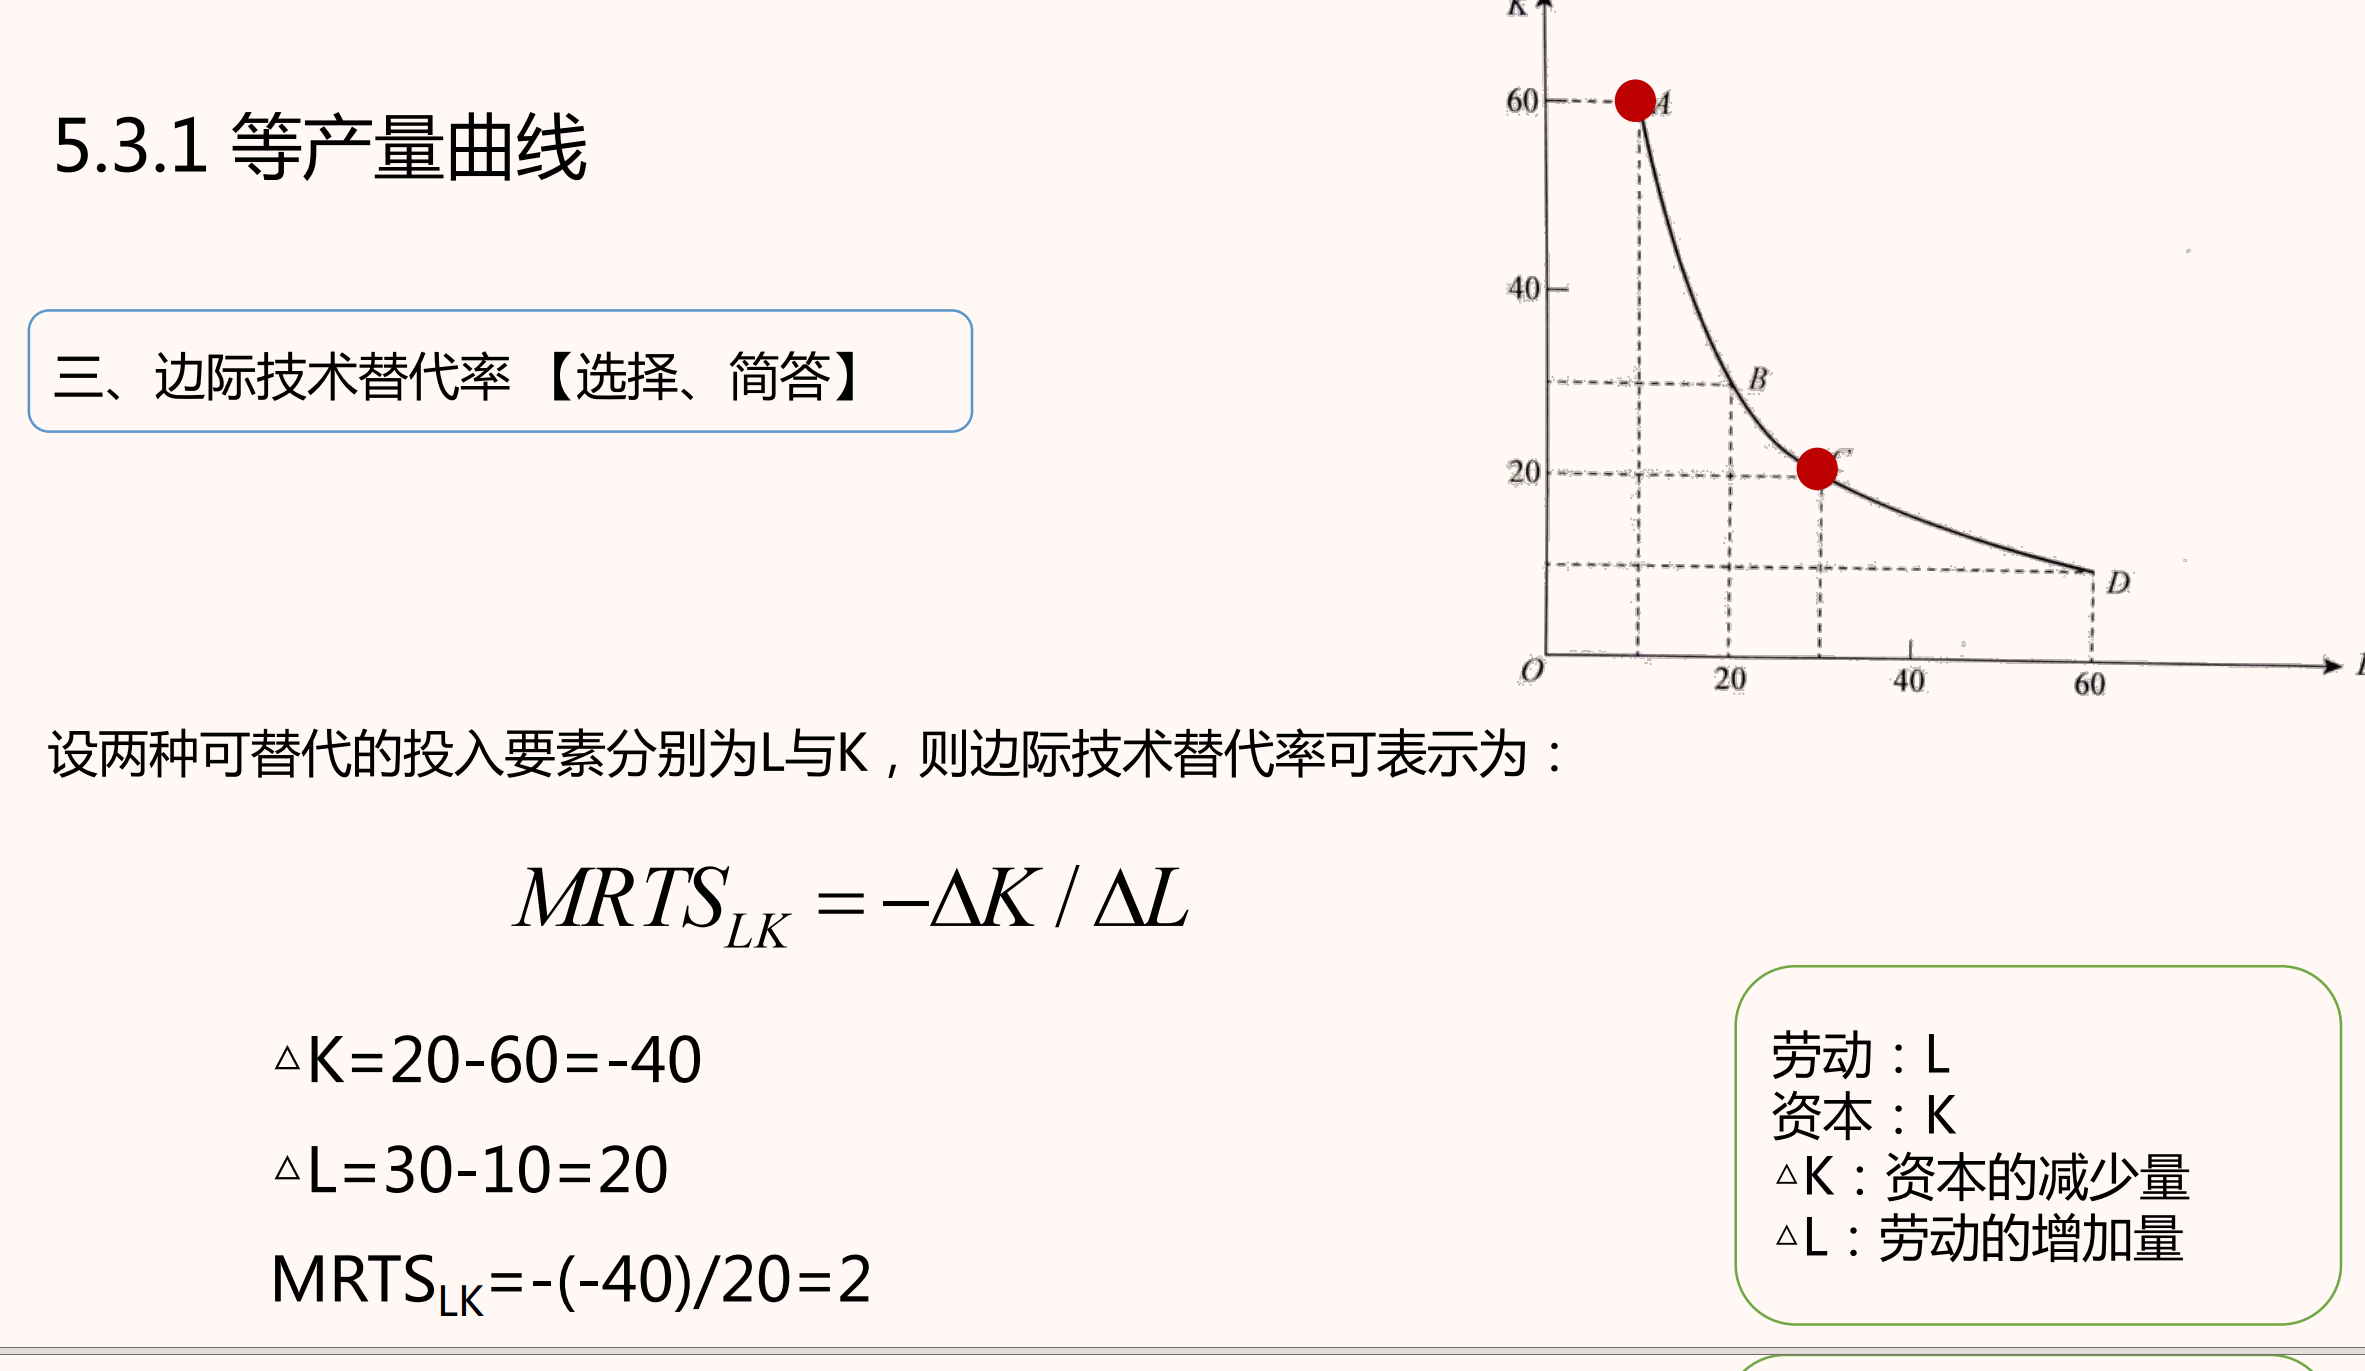 5.3.1 等产量曲线
三、边际技术替代率 【选择、简答】
K
60
A
40
B
20
C
D
O
20
40
60
设两种可替代的投入要素分别为L与K，则边际技术替代率可表示为：
MRTS_{LK} = −ΔK / ΔL
△K=20-60=-40
△L=30-10=20
MRTS_{LK}=-(-40)/20=2
劳动：L
资本：K
△K：资本的减少量
△L：劳动的增加量